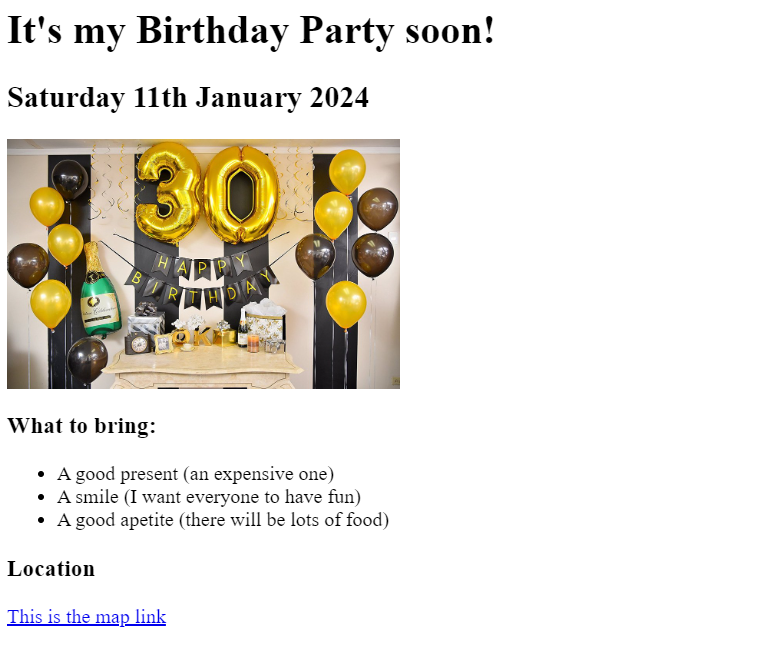 It's my Birthday Party soon!
Saturday 11th January 2024
30
HAPPY
BIRTHDAY
What to bring:
A good present (an expensive one)
A smile (I want everyone to have fun)
A good apetite (there will be lots of food)
Location
This is the map link